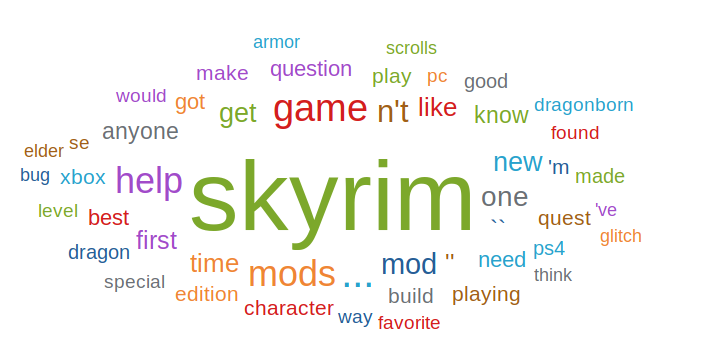 armor
scrolls
make
question
play
pc
good
would
got
get
game
n't
like
know
dragonborn
anyone
found
elder
se
bug
xbox
help
skyrim
new
'm
made
one
level
best
first
``
quest
've
glitch
dragon
time
mods
...
mod
''
need
ps4
think
special
edition
build
playing
character
way
favorite